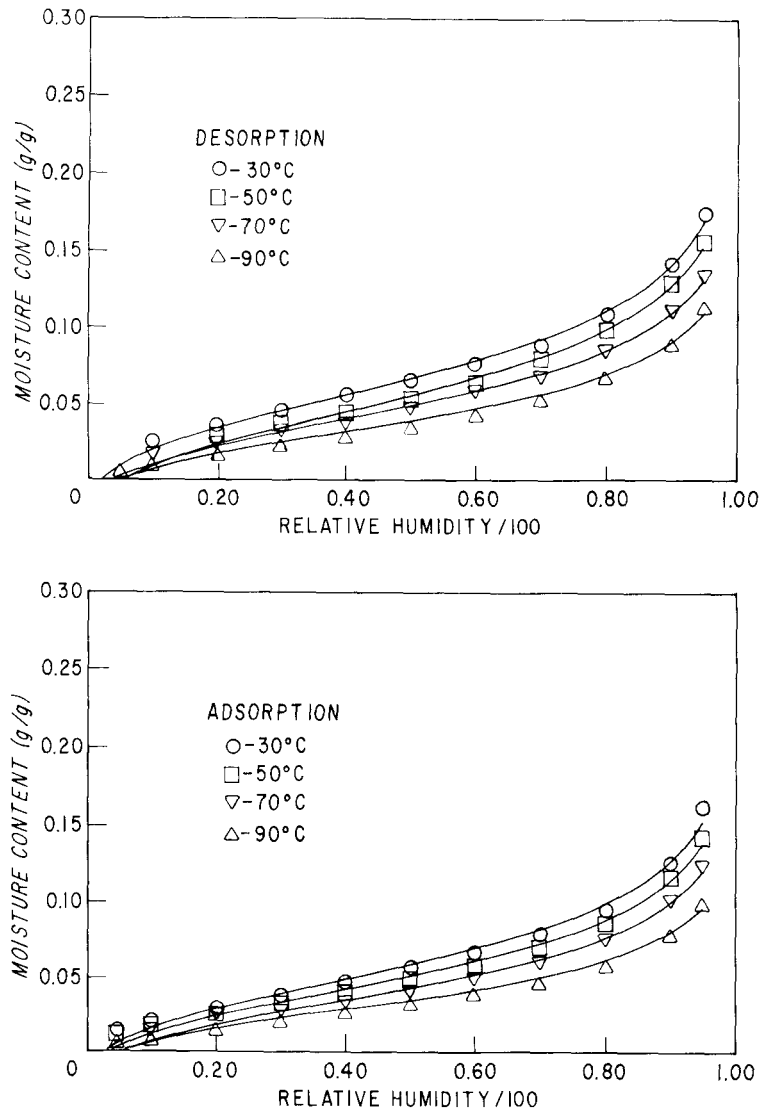 0.30
0.25
0.20
0.15
0.10
0.05
0
MOISTURE CONTENT (g/g)
DESORPTION
-30°C
-50°C
-70°C
-90°C
0.20 0.40 0.60 0.80 1.00
RELATIVE HUMIDITY/100
0.30
0.25
0.20
0.15
0.10
0.05
0
MOISTURE CONTENT (g/g)
ADSORPTION
-30°C
-50°C
-70°C
-90°C
0.20 0.40 0.60 0.80 1.00
RELATIVE HUMIDITY/100